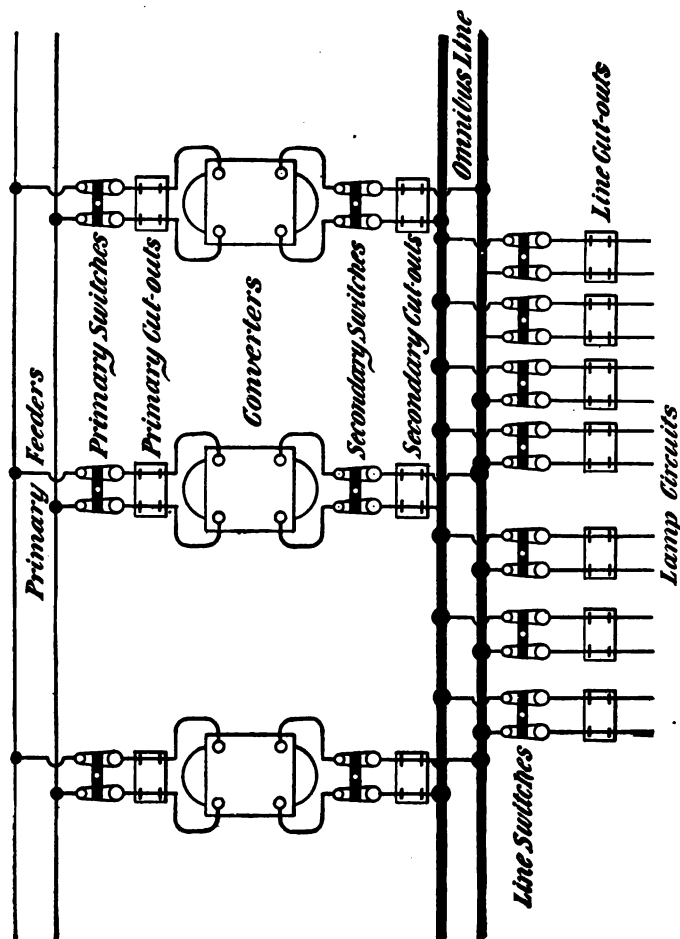 Primary Feeders
Primary Switches
Primary Cut-outs
Converters
Secondary Switches
Secondary Cut-outs
Omnibus Line
Line Cut-outs
Line Switches
Lamp Circuits